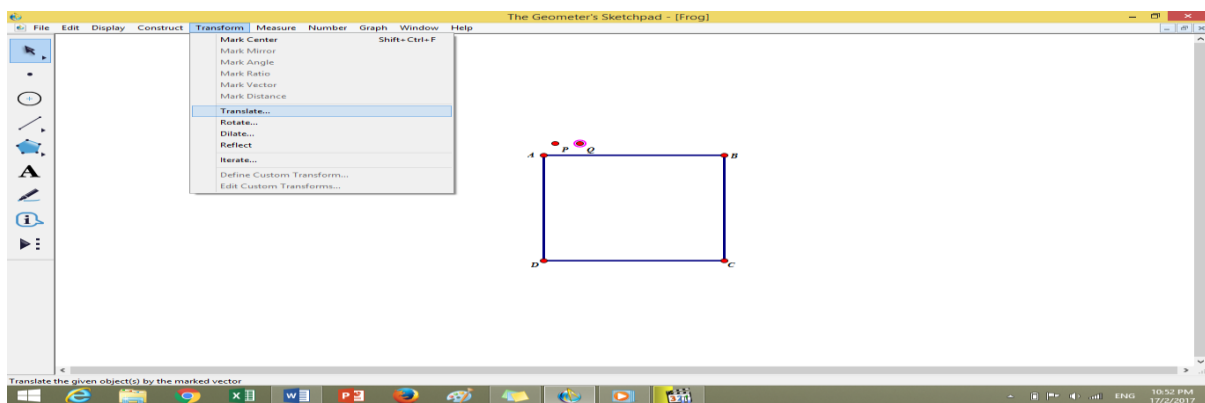 The Geometer's Sketchpad - [Frog]
File Edit Display Construct Transform Measure Number Graph Window Help
Mark Center Shift+Ctrl+F
Mark Mirror
Mark Angle
Mark Ratio
Mark Vector
Mark Distance
Translate...
Rotate...
Dilate...
Reflect
Iterate...
Define Custom Transform...
Edit Custom Transforms...
A
P Q
A B
D C
Translate the given object(s) by the marked vector
ENG 10:52 PM
17/2/2017